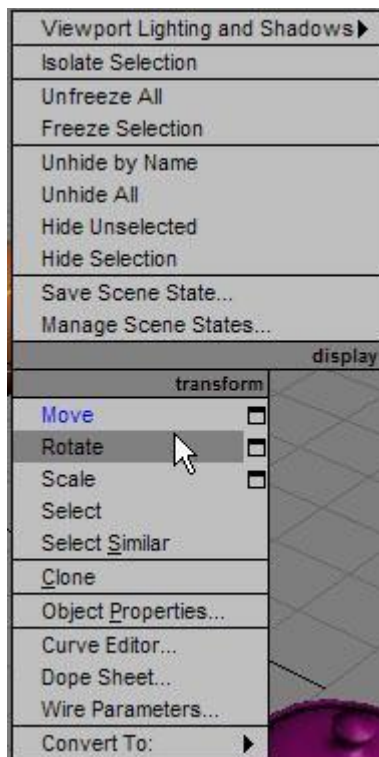 Viewport Lighting and Shadows
Isolate Selection
Unfreeze All
Freeze Selection
Unhide by Name
Unhide All
Hide Unselected
Hide Selection
Save Scene State...
Manage Scene States...
display
transform
Move
Rotate
Scale
Select
Select Similar
Clone
Object Properties...
Curve Editor...
Dope Sheet...
Wire Parameters...
Convert To: